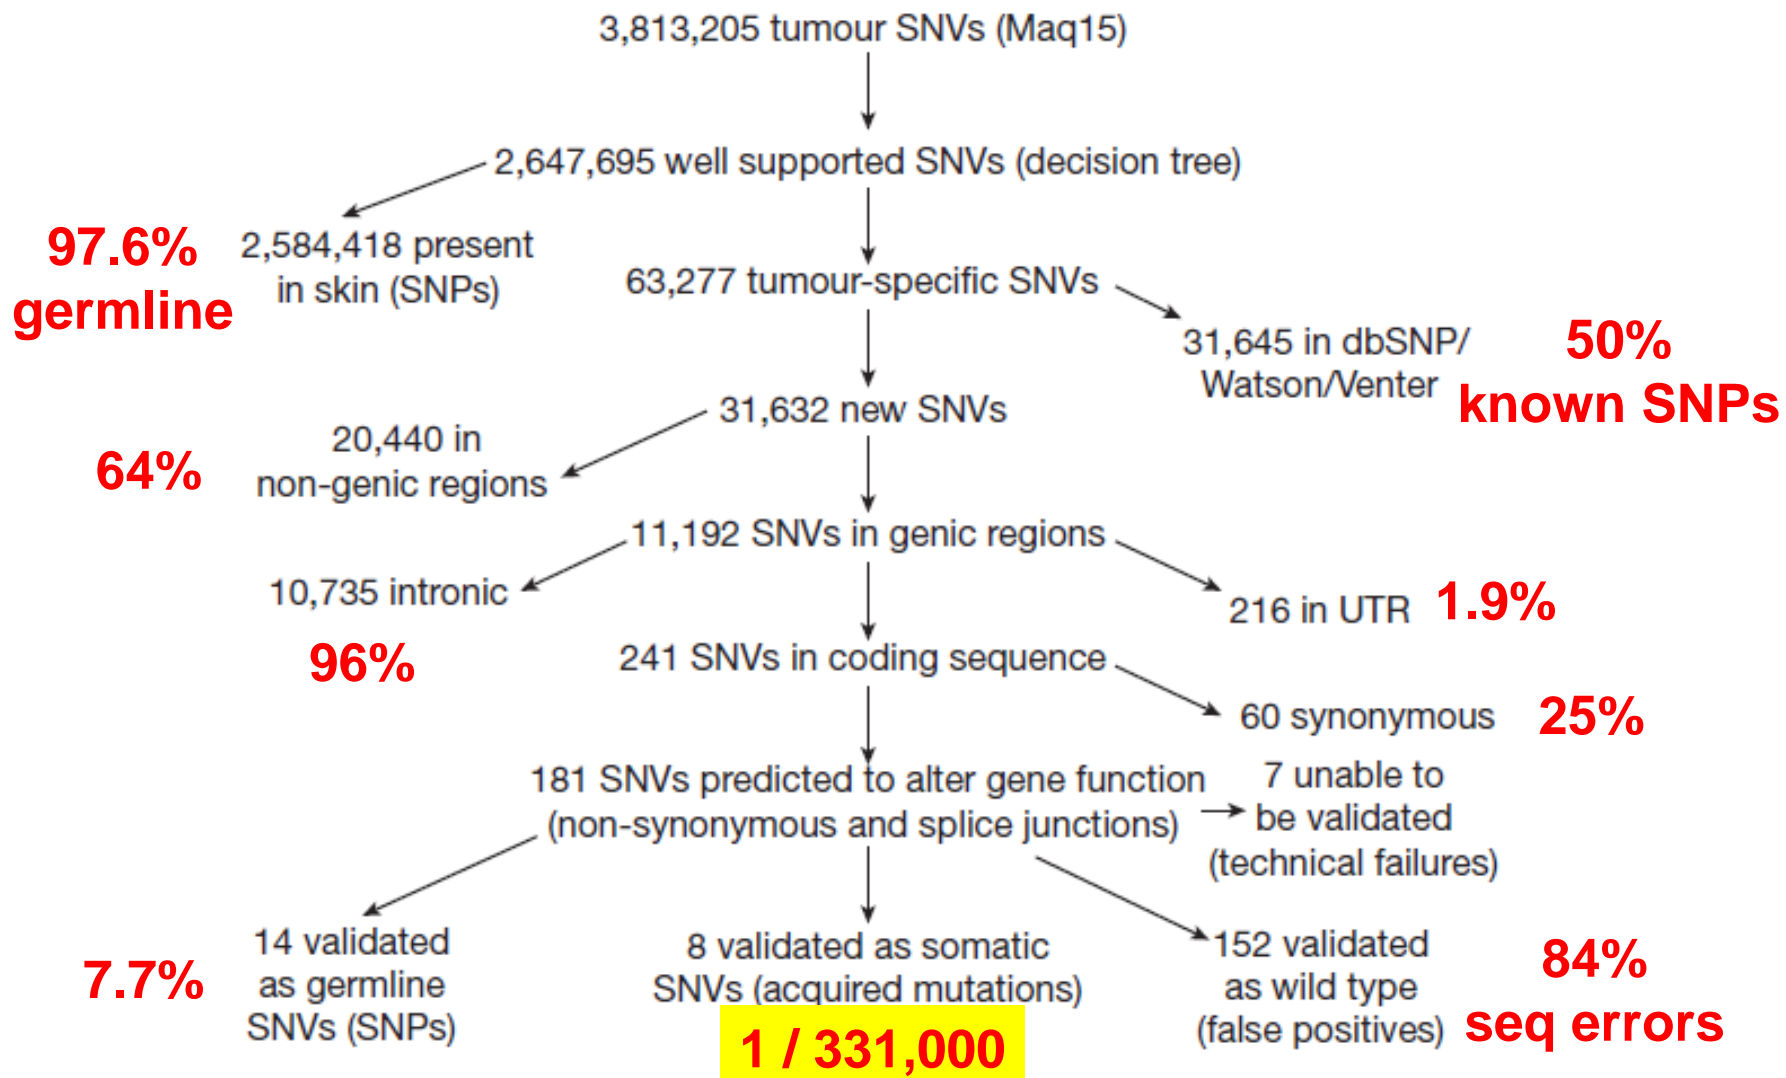 3,813,205 tumour SNVs (Maq15)
2,647,695 well supported SNVs (decision tree)
97.6%
germline
2,584,418 present
in skin (SNPs)
63,277 tumour-specific SNVs
31,645 in dbSNP/
Watson/Venter
50%
known SNPs
31,632 new SNVs
64%
20,440 in
non-genic regions
11,192 SNVs in genic regions
10,735 intronic
96%
216 in UTR
1.9%
241 SNVs in coding sequence
60 synonymous
25%
181 SNVs predicted to alter gene function
(non-synonymous and splice junctions)
7 unable to
be validated
(technical failures)
7.7%
14 validated
as germline
SNVs (SNPs)
8 validated as somatic
SNVs (acquired mutations)
1 / 331,000
152 validated
as wild type
(false positives)
84%
seq errors